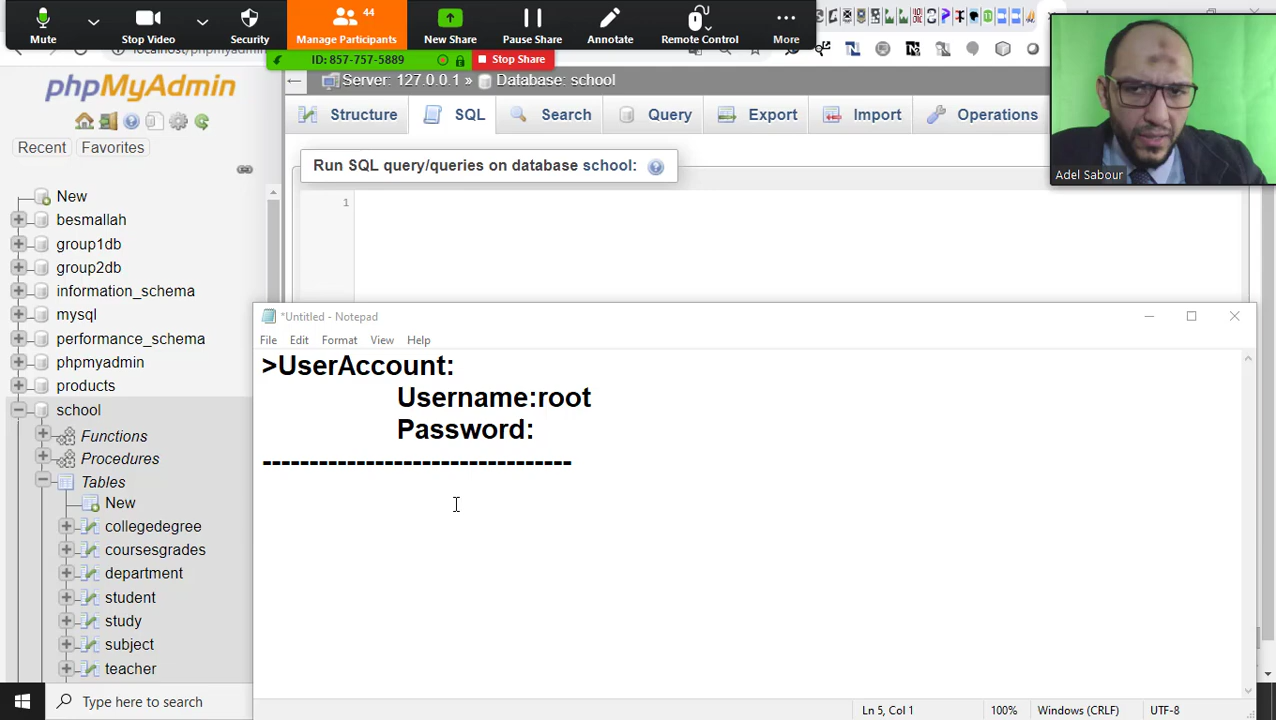 44
Mute
Stop Video
Security
Manage Participants
New Share
Pause Share
Annotate
Remote Control
More
ID: 857-757-5889
Stop Share
phpMyAdmin
Server: 127.0.0.1 » Database: school
Structure
SQL
Search
Query
Export
Import
Operations
Adel Sabour
Recent
Favorites
Run SQL query/queries on database school:
1
New
besmallah
group1db
group2db
information_schema
mysql
performance_schema
phpmyadmin
products
school
Functions
Procedures
Tables
New
collegedegree
coursesgrades
department
student
study
subject
teacher
*Untitled - Notepad
File Edit Format View Help
>UserAccount:
Username:root
Password:
---------------------------------
Ln 5, Col 1
100%
Windows (CRLF)
UTF-8
Type here to search